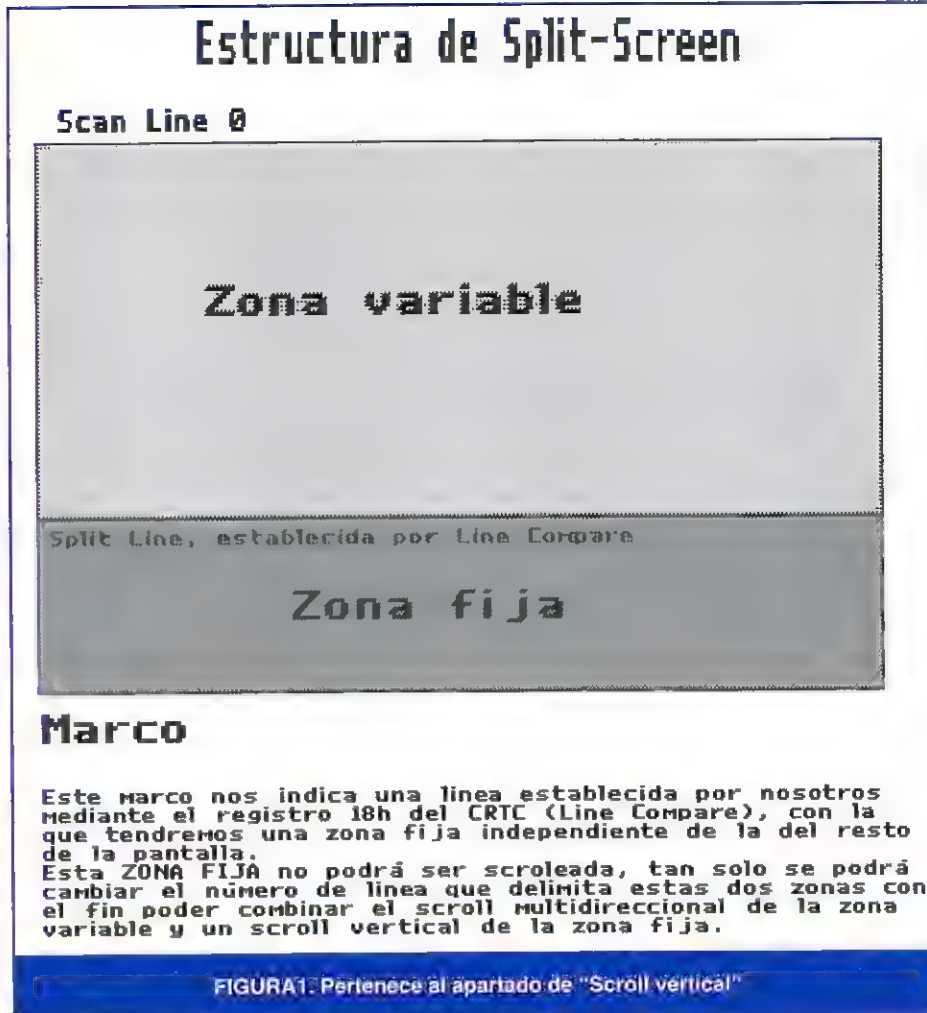 Estructura de Split-Screen
Scan Line 0
Zona variable
Split Line, establecida por Line Compare
Zona fija
Marco
Este marco nos indica una linea establecida por nosotros
mediante el registro 18h del CRTC (Line Compare), con la
que tendremos una zona fija independiente de la del resto
de la pantalla.
Esta ZONA FIJA no podrá ser scroleada, tan solo se podrá
cambiar el número de linea que delimita estas dos zonas con
el fin poder combinar el scroll multidireccional de la zona
variable y un scroll vertical de la zona fija.
FIGURA1. Pertenece al apartado de "Scroll vertical"